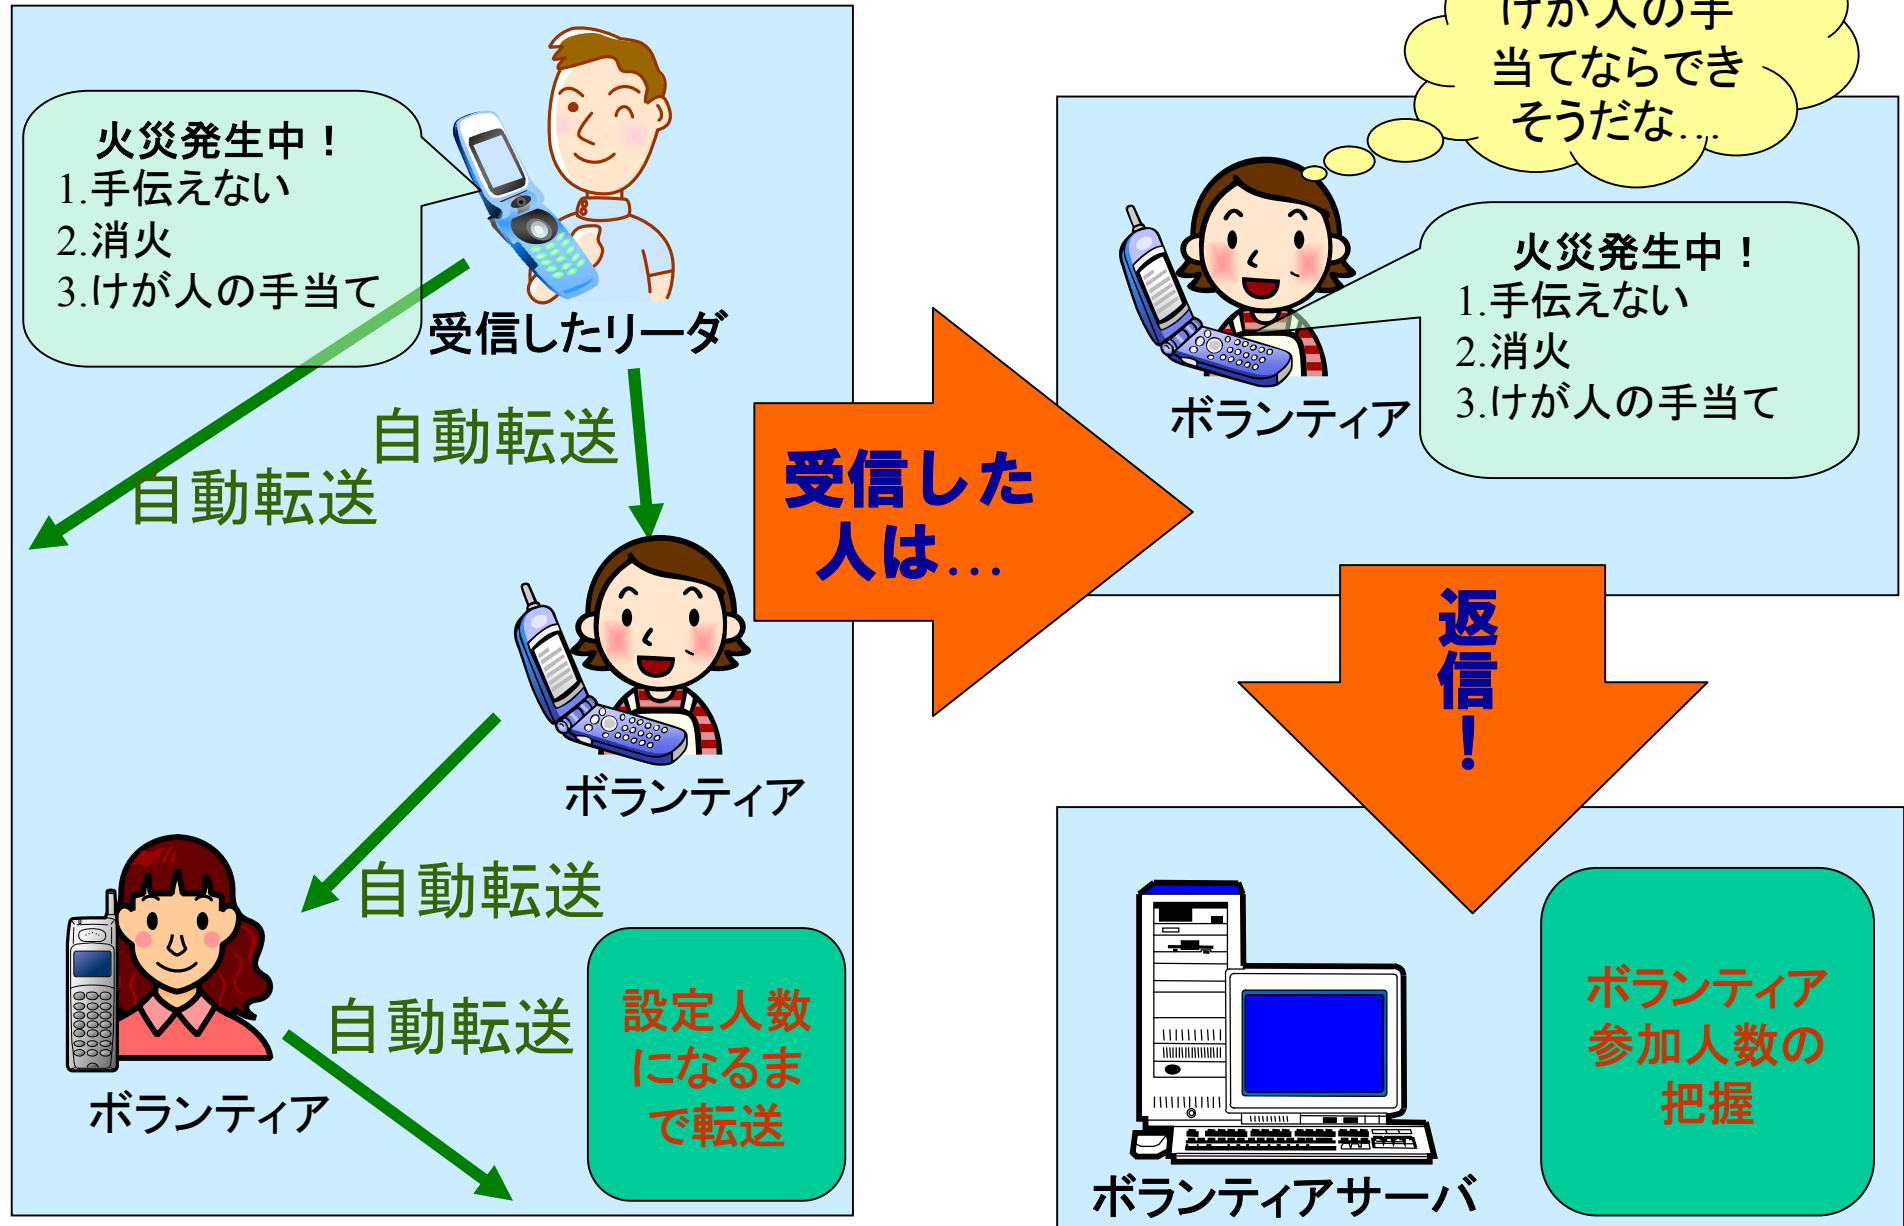 火災発生中！
1.手伝えない
2.消火
3.けが人の手当て
受信したリーダ
自動転送
自動転送
ボランティア
自動転送
ボランティア
自動転送
設定人数
になるま
で転送
受信した
人は…
けが人の手
当てならでき
そうだな…
火災発生中！
1.手伝えない
2.消火
3.けが人の手当て
ボランティア
返信！
ボランティア
参加人数の
把握
ボランティアサーバ